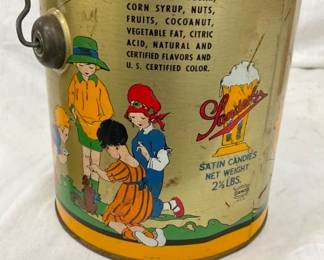 CORN SYRUP, NUTS,
FRUITS, COCOANUT,
VEGETABLE FAT, CITRIC
ACID, NATURAL AND
CERTIFIED FLAVORS AND
U. S. CERTIFIED COLOR.
SATIN CANDIES
NET WEIGHT
2½ LBS.